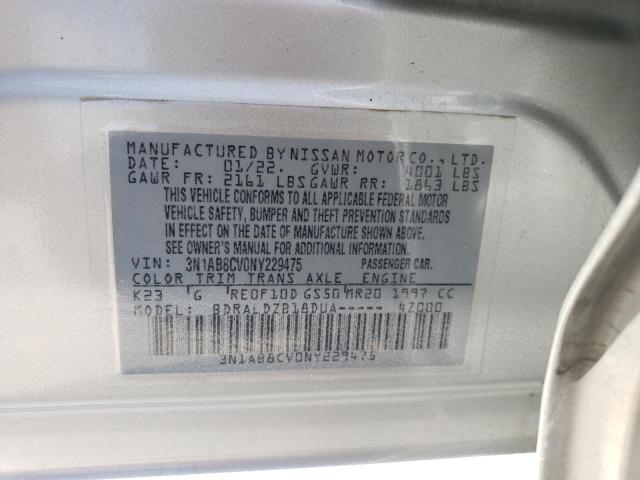 MANUFACTURED BY NISSAN MOTOR CO., LTD.
DATE: 01/22. GVWR: 4001 LBS
GAWR FR: 2161 LBS GAWR RR: 1863 LBS
THIS VEHICLE CONFORMS TO ALL APPLICABLE FEDERAL MOTOR
VEHICLE SAFETY, BUMPER AND THEFT PREVENTION STANDARDS
IN EFFECT ON THE DATE OF MANUFACTURE SHOWN ABOVE.
SEE OWNER'S MANUAL FOR ADDITIONAL INFORMATION.
VIN: 3N1AB8CV0NY229475 PASSENGER CAR.
COLOR TRIM TRANS AXLE ENGINE
K23 G RE0F10D GS50 MR20 1997 CC
MODEL: BDRALDZB18DUA----- 4Z000
3N1AB8CV0NY229475